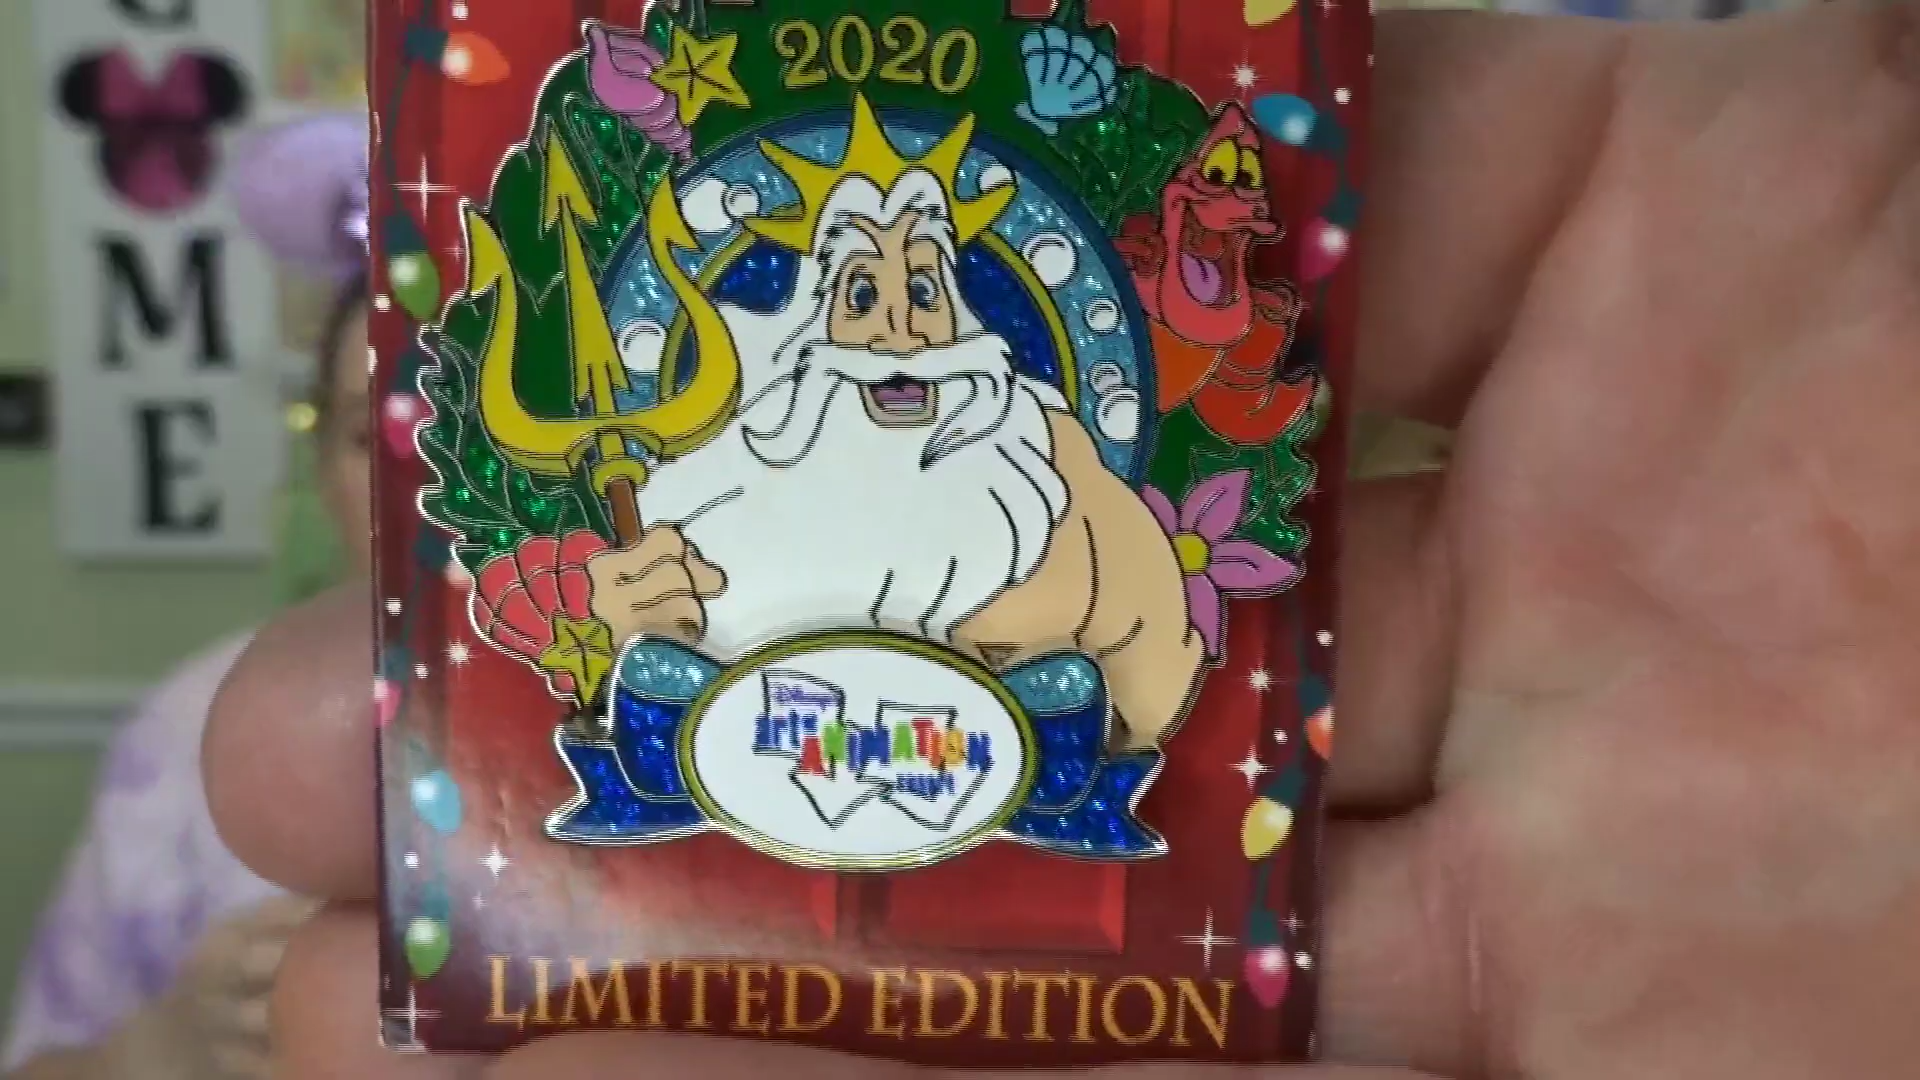 C
M
E
2020
Disney's
Art of
ANIMATION
Resort
LIMITED EDITION